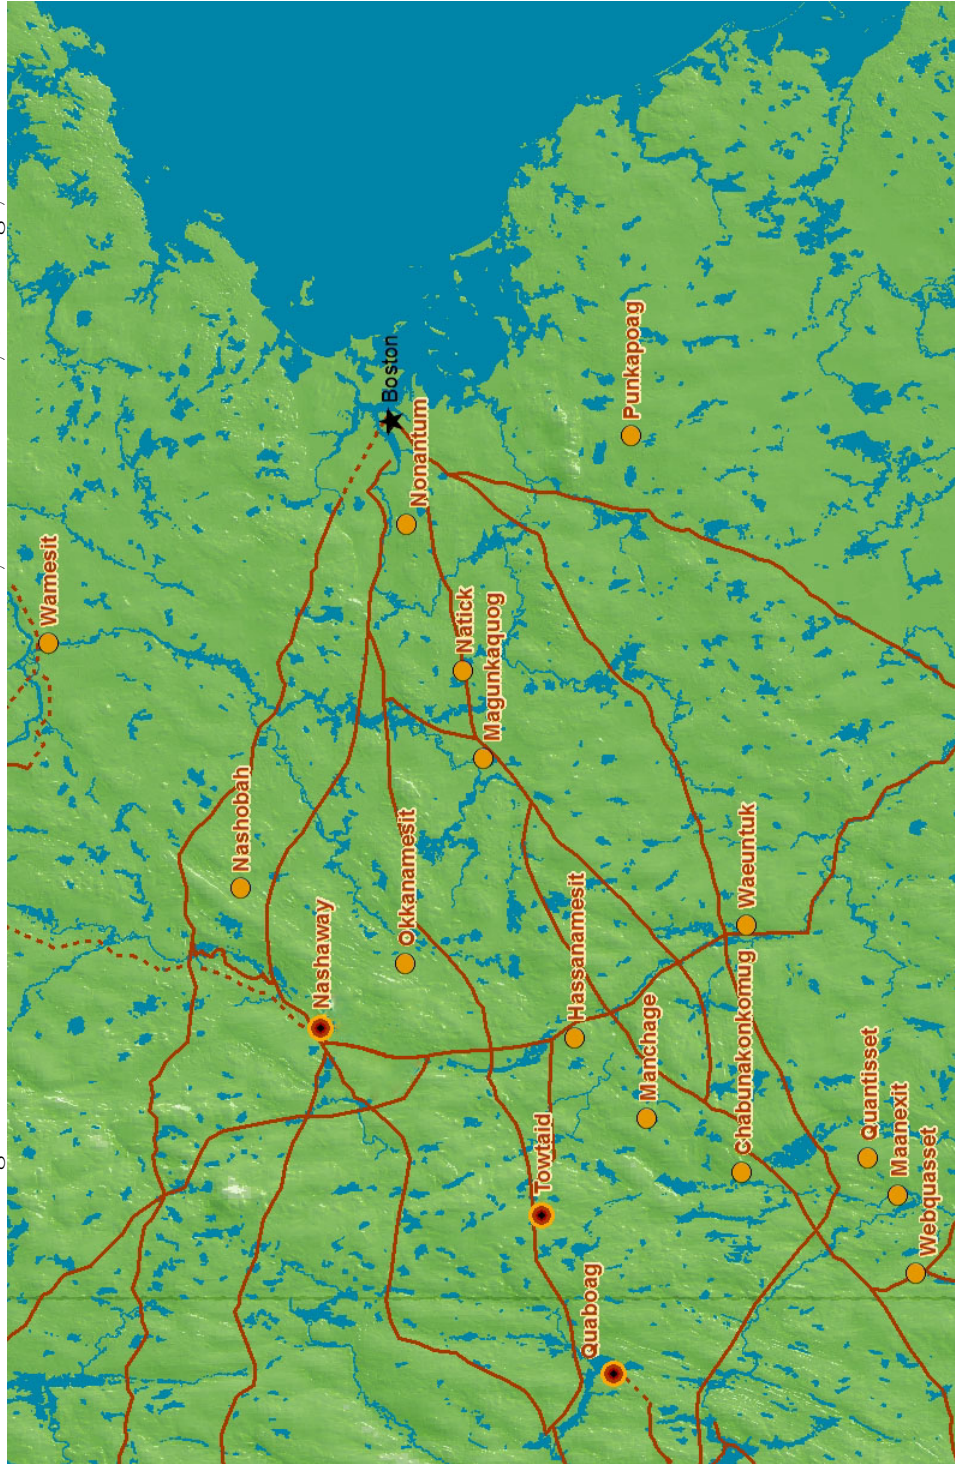 Wamesit
Boston
Nonantum
Punkapoag
Natick
Magunkaquog
Nashobah
Okkanamesit
Nashaway
Hassanamesit
Waeuntuk
Manchage
Chabunakonkomug
Quantisset
Maanexit
Webquasset
Towtaid
Quaboag